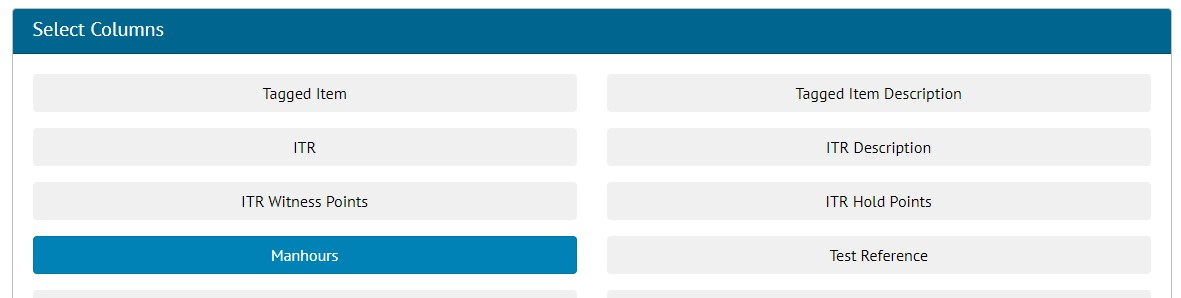 Select Columns
Tagged Item
Tagged Item Description
ITR
ITR Description
ITR Witness Points
ITR Hold Points
Manhours
Test Reference